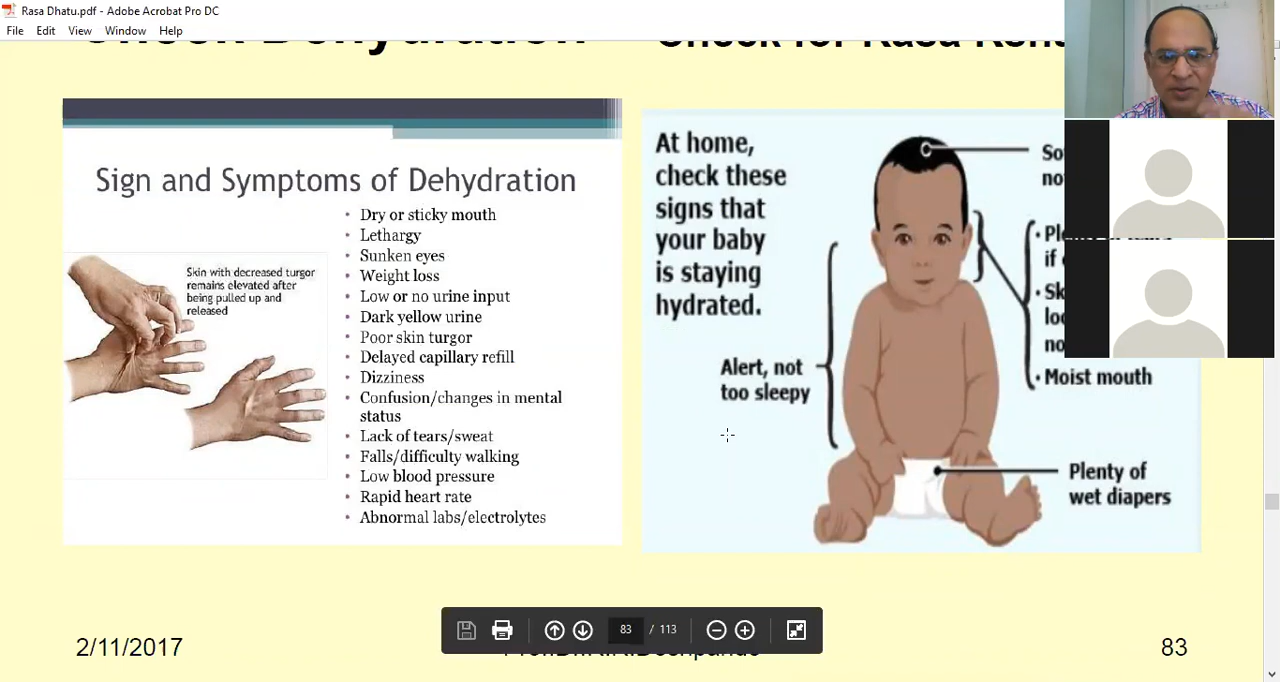 Rasa Dhatu.pdf - Adobe Acrobat Pro DC
File Edit View Window Help
Check Dehydration
Check for Rasa
Sign and Symptoms of Dehydration
Skin with decreased turgor
remains elevated after
being pulled up and
released
• Dry or sticky mouth
• Lethargy
• Sunken eyes
• Weight loss
• Low or no urine input
• Dark yellow urine
• Poor skin turgor
• Delayed capillary refill
• Dizziness
• Confusion/changes in mental
status
• Lack of tears/sweat
• Falls/difficulty walking
• Low blood pressure
• Rapid heart rate
• Abnormal labs/electrolytes
At home,
check these
signs that
your baby
is staying
hydrated.
Alert, not
too sleepy
• Moist mouth
Plenty of
wet diapers
83 / 113
2/11/2017
83